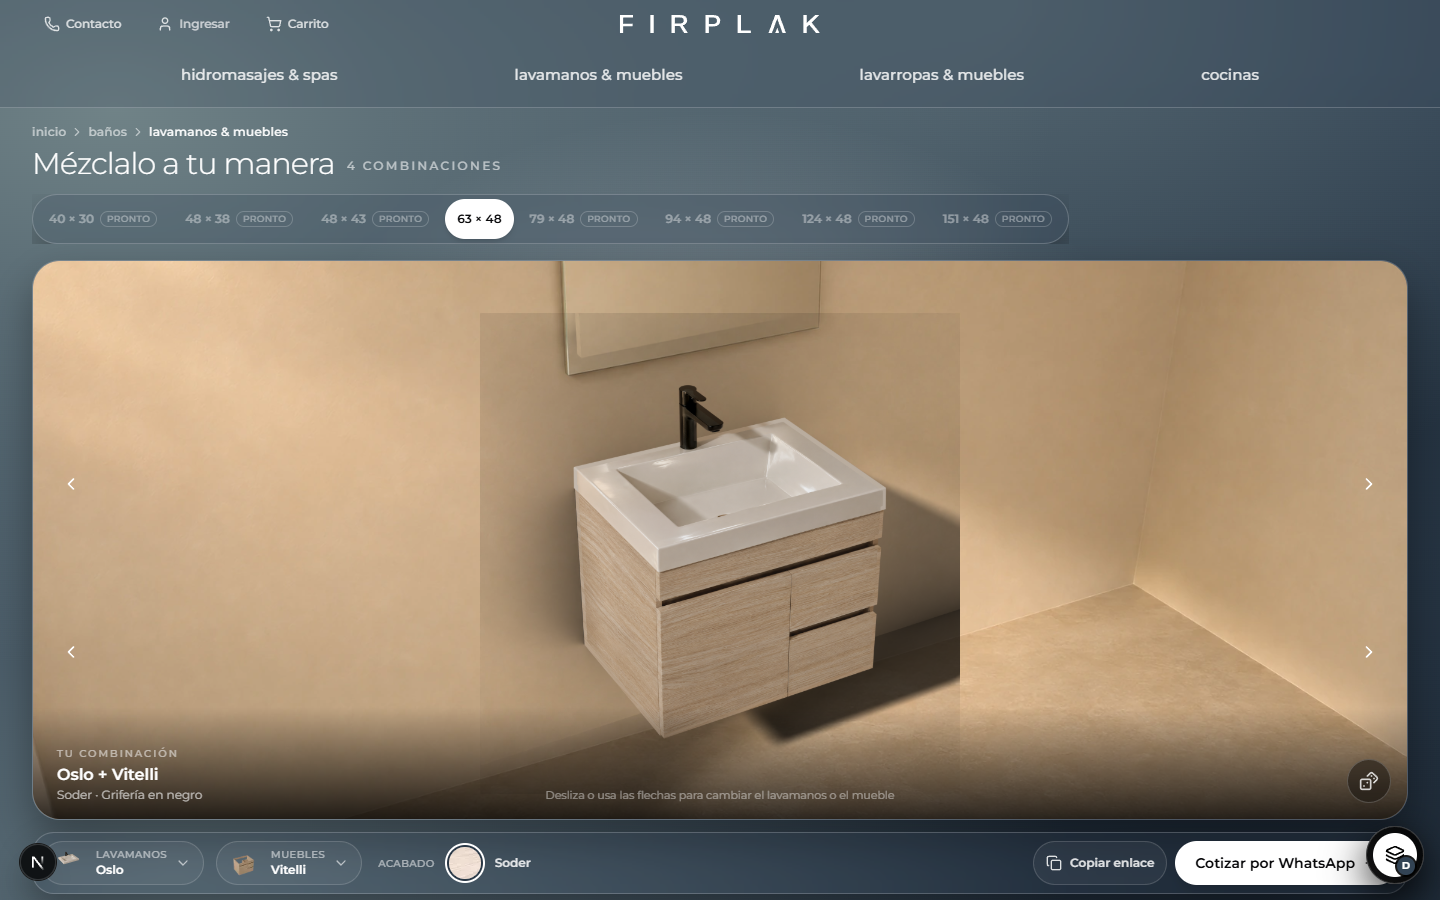 Contacto
Ingresar
Carrito
FIRPLAK
hidromasajes & spas
lavamanos & muebles
lavarropas & muebles
cocinas
inicio > baños > lavamanos & muebles
Mézclalo a tu manera 4 COMBINACIONES
40 × 30 PRONTO 48 × 38 PRONTO 48 × 43 PRONTO 63 × 48 79 × 48 PRONTO 94 × 48 PRONTO 124 × 48 PRONTO 151 × 48 PRONTO
TU COMBINACIÓN
Oslo + Vitelli
Soder · Grifería en negro
Desliza o usa las flechas para cambiar el lavamanos o el mueble
N
LAVAMANOS
Oslo
MUEBLES
Vitelli
ACABADO
Soder
Copiar enlace
Cotizar por WhatsApp
D